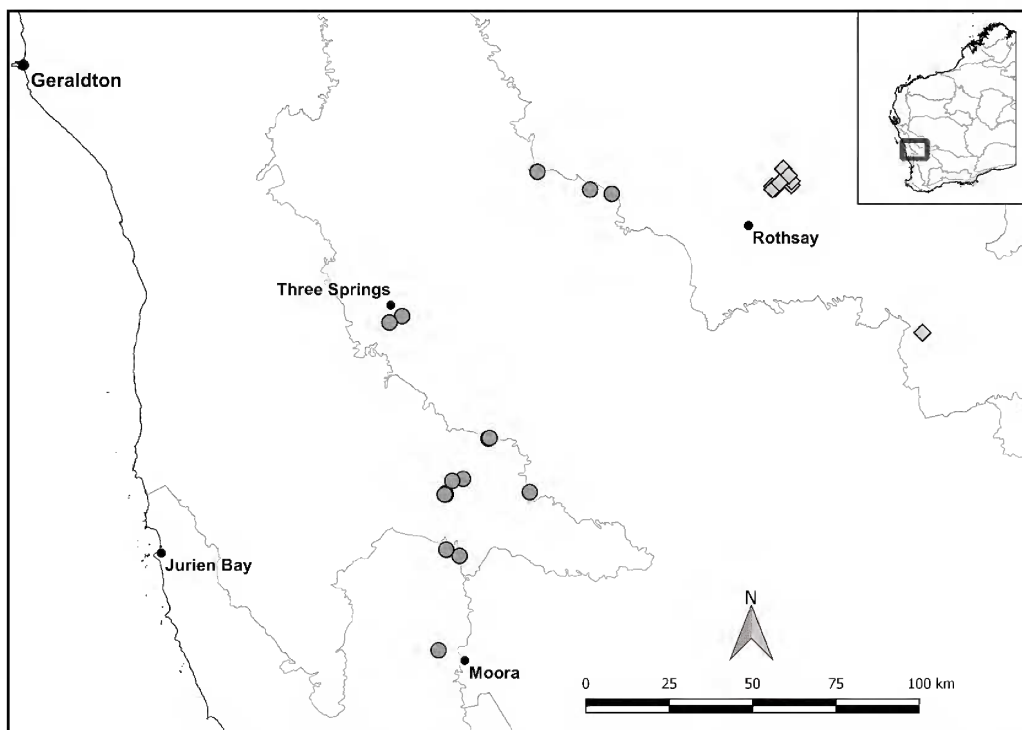 Geraldton
Rothsay
Three Springs
Jurien Bay
N
Moora
0 25 50 75 100 km